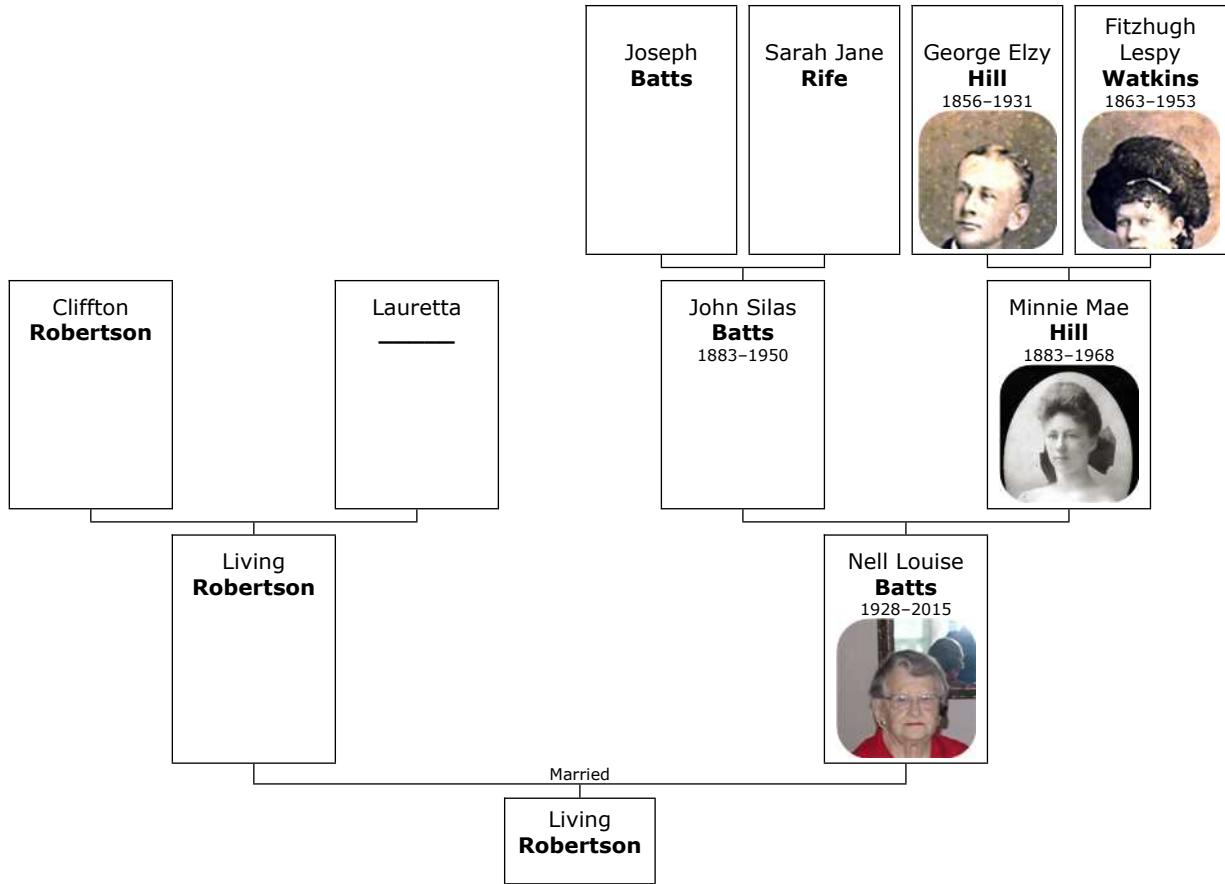 Joseph
Batts
Sarah Jane
Rife
George Elzy
Hill
1856–1931
Fitzhugh
Lespy
Watkins
1863–1953
Cliffton
Robertson
Lauretta
_____
John Silas
Batts
1883–1950
Minnie Mae
Hill
1883–1968
Living
Robertson
Nell Louise
Batts
1928–2015
Married
Living
Robertson